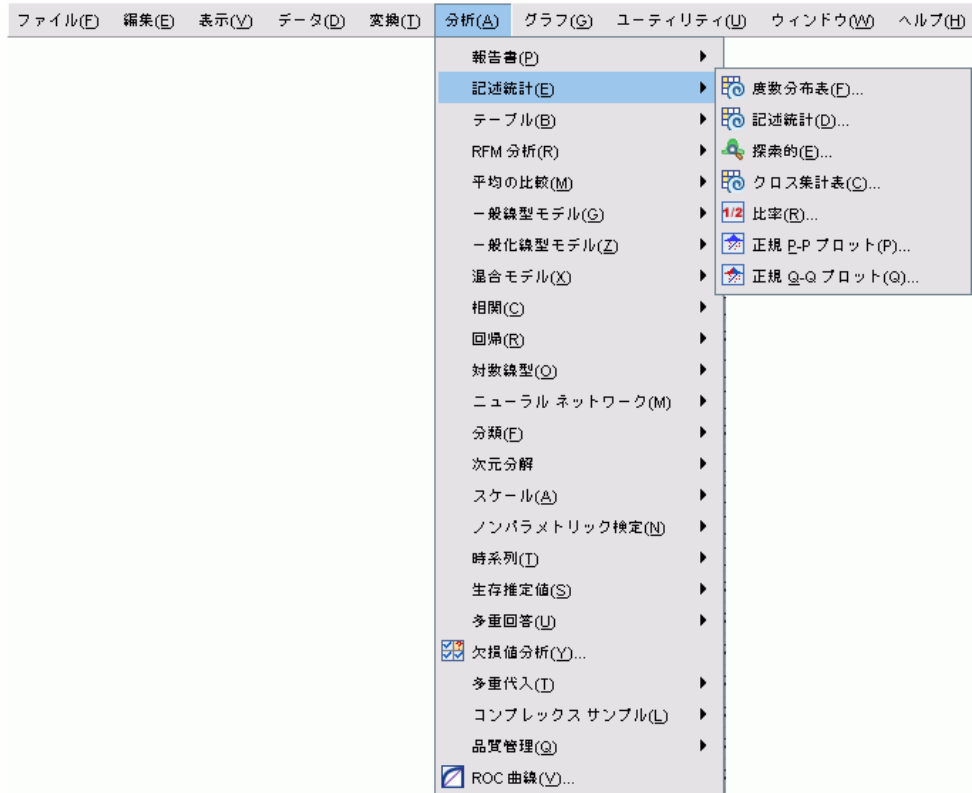 ファイル(F) 編集(E) 表示(V) データ(D) 変換(T) 分析(A) グラフ(G) ユーティリティ(U) ウィンドウ(W) ヘルプ(H)
報告書(P)
記述統計(E)
テーブル(B)
RFM 分析(R)
平均の比較(M)
一般線型モデル(G)
一般化線型モデル(Z)
混合モデル(X)
相関(C)
回帰(R)
対数線型(O)
ニューラル ネットワーク(M)
分類(F)
次元分解
スケール(A)
ノンパラメトリック検定(N)
時系列(T)
生存推定値(S)
多重回答(U)
欠損値分析(Y)...
多重代入(T)
コンプレックス サンプル(L)
品質管理(Q)
ROC 曲線(V)...
度数分布表(F)...
記述統計(D)...
探索的(E)...
クロス集計表(C)...
1/2 比率(R)...
正規 P-P プロット(P)...
正規 Q-Q プロット(Q)...